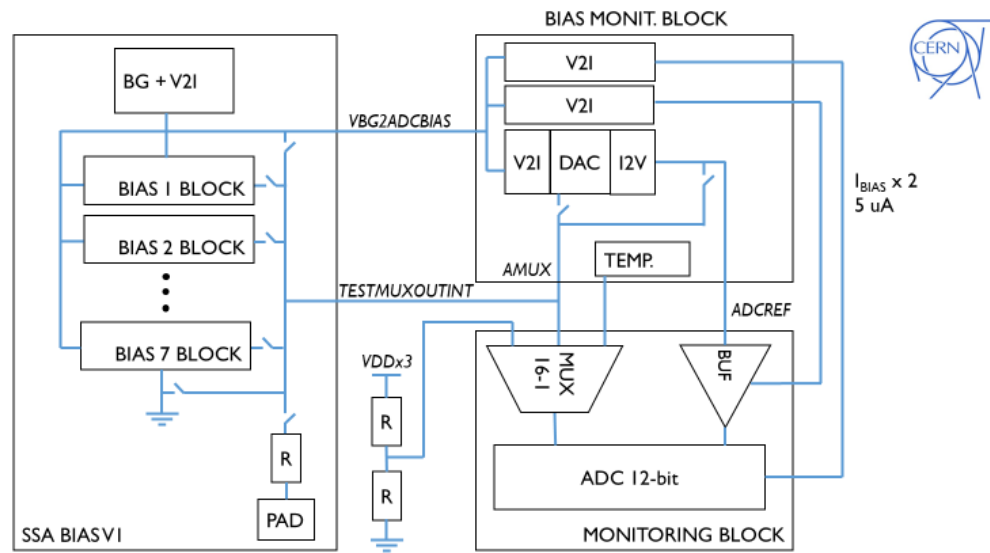 BIAS MONIT. BLOCK
CERN
BG + V2I
V2I
V2I
VBG2ADCBIAS
V2I DAC I2V
BIAS 1 BLOCK
I_BIAS x 2
5 uA
BIAS 2 BLOCK
TEMP.
AMUX
TESTMUXOUTINT
ADCREF
BIAS 7 BLOCK
VDDx3
MUX
16-1
BUF
R
R
R
ADC 12-bit
PAD
SSA BIASV1
MONITORING BLOCK